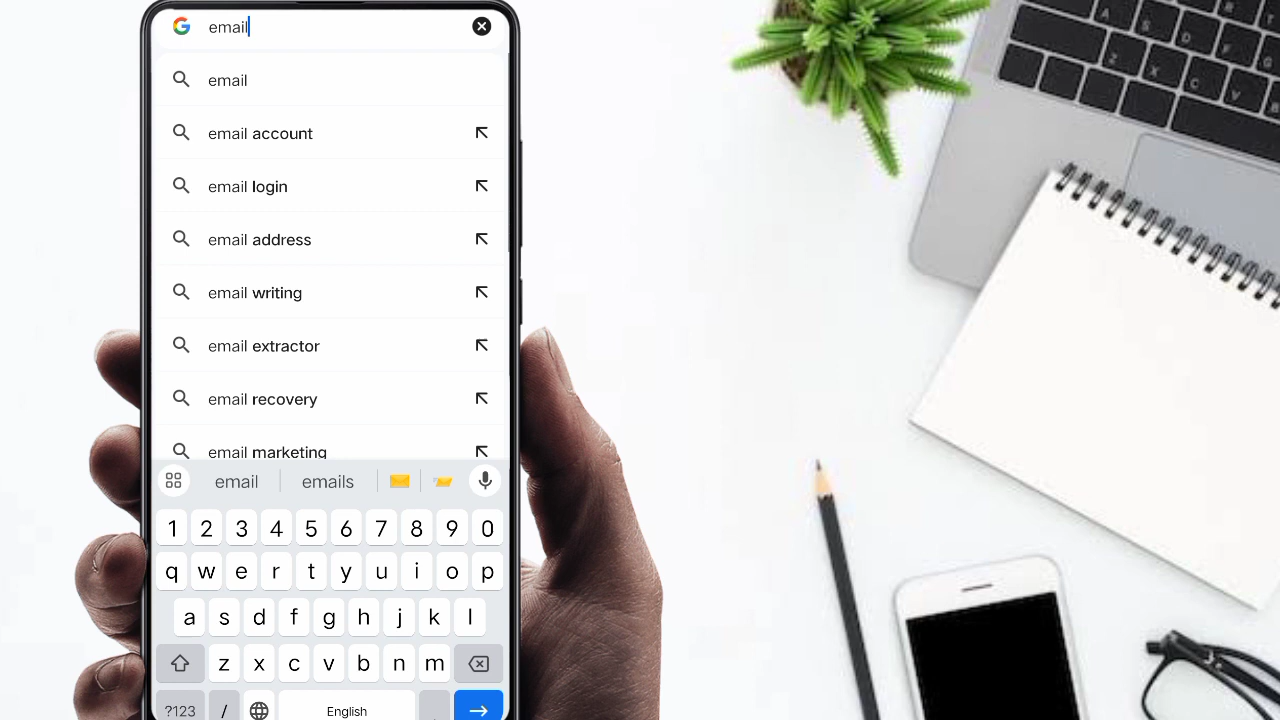 email
email
email account
email login
email address
email writing
email extractor
email recovery
email marketing
email emails
1 2 3 4 5 6 7 8 9 0
q w e r t y u i o p
a s d f g h j k l
z x c v b n m
?123 / English
A S D F G
Z X C V B
R T